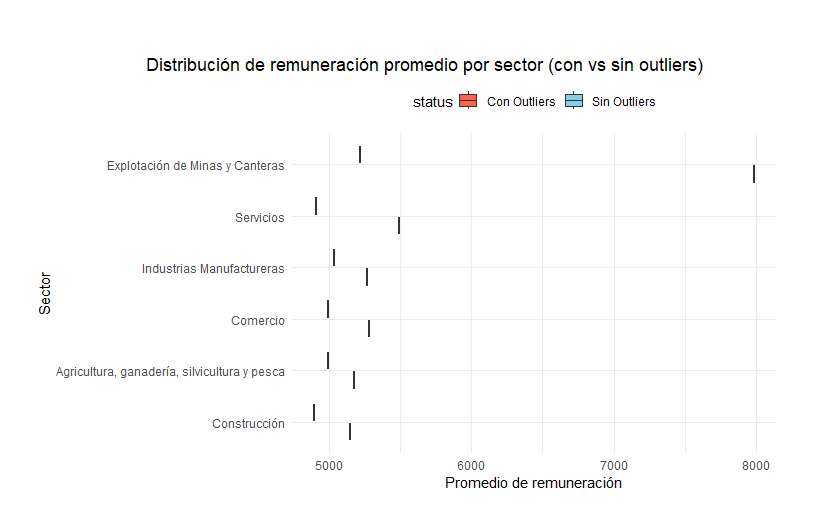 Distribución de remuneración promedio por sector (con vs sin outliers)
status Con Outliers Sin Outliers
Explotación de Minas y Canteras
Servicios
Industrias Manufactureras
Comercio
Agricultura, ganadería, silvicultura y pesca
Construcción
Sector
5000 6000 7000 8000
Promedio de remuneración